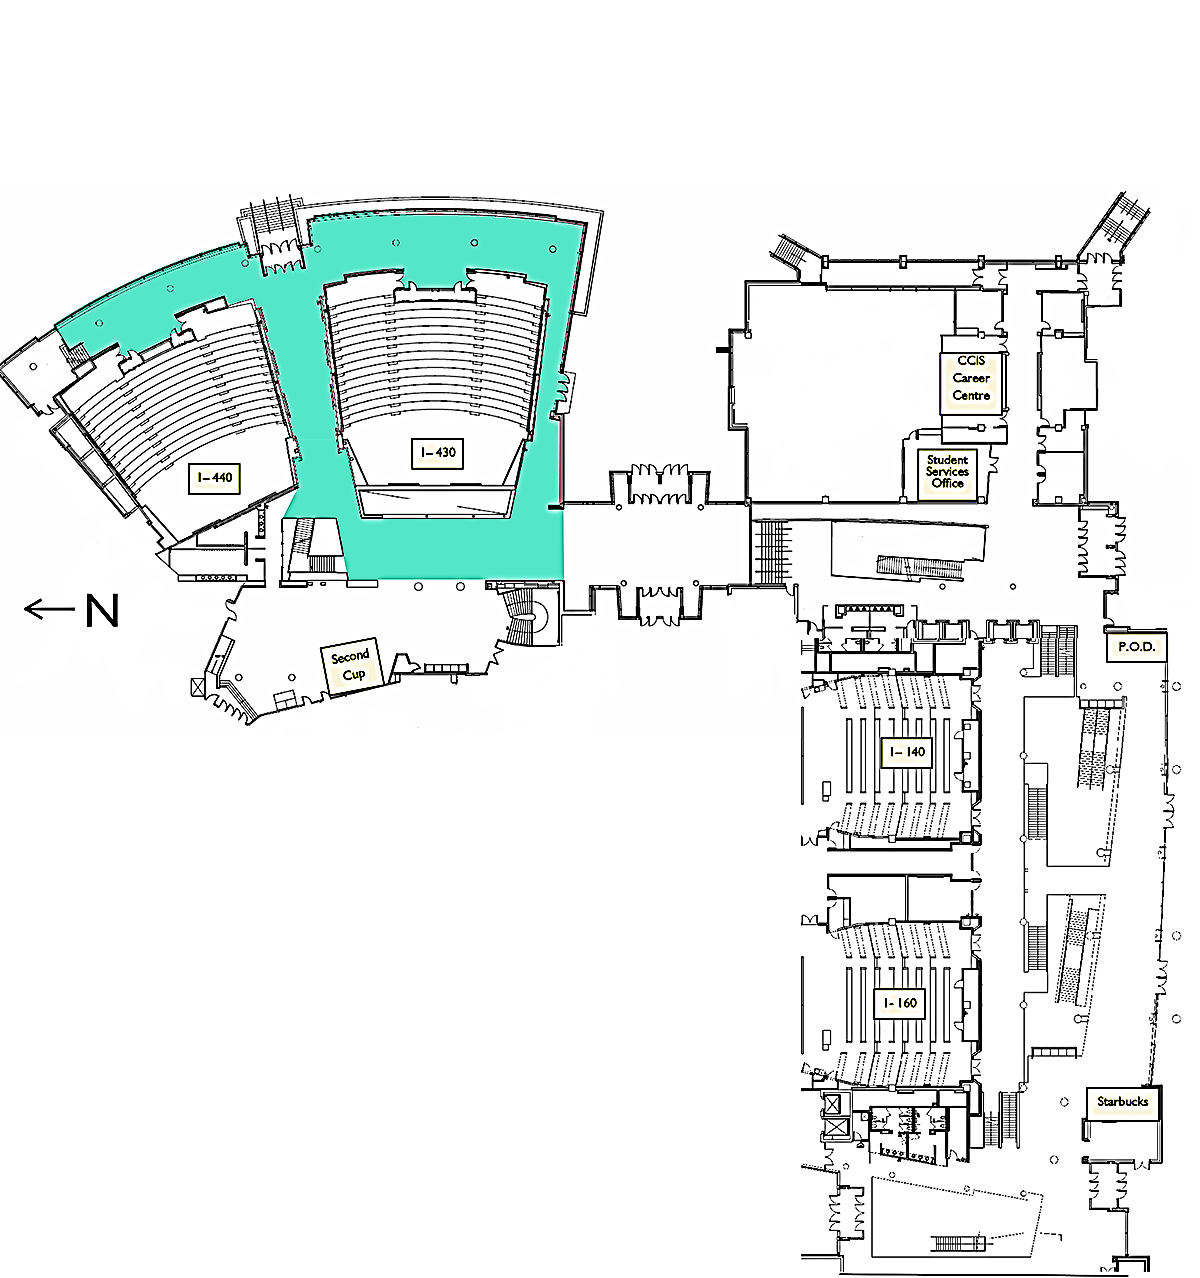 CCIS
Career
Centre
I-430
Student
Services
Office
I-440
N
P.O.D.
Second
Cup
I-140
I-160
Starbucks